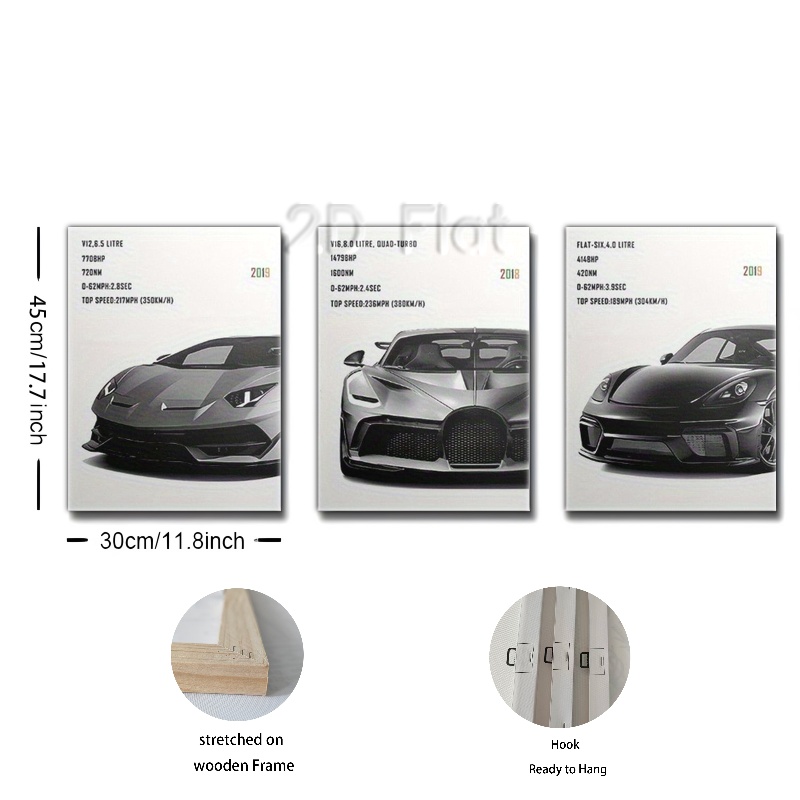 2.D Flat
V12,6.5 LITRE
770BHP
720NM
0-62MPH:2.8SEC
TOP SPEED:217MPH (350KM/H)
2019
V16,8.0 LITRE, QUAD-TURBO
1479BHP
1600NM
0-62MPH:2.4SEC
TOP SPEED:236MPH (380KM/H)
2018
FLAT-SIX,4.0 LITRE
414BHP
420NM
0-62MPH:3.9SEC
TOP SPEED:189MPH (304KM/H)
2019
45cm/17.7inch
30cm/11.8inch
stretched on
wooden Frame
Hook
Ready to Hang